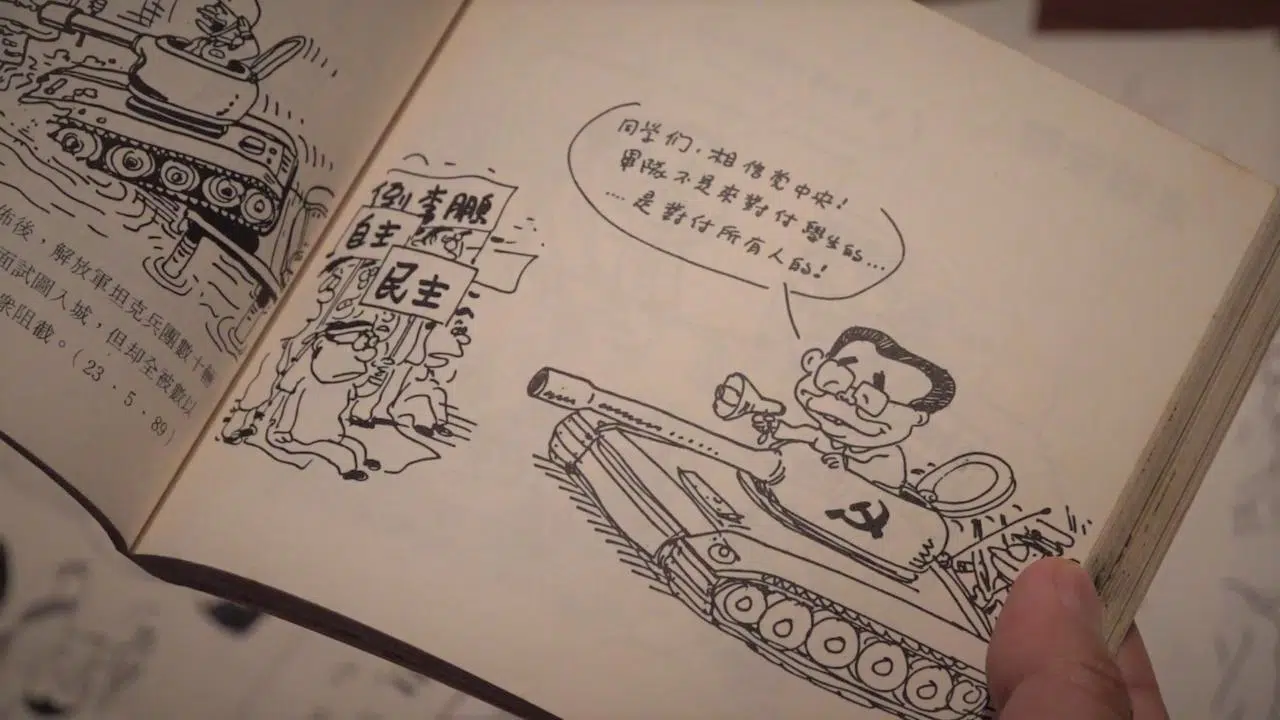 佈後，解放軍坦克兵團數十輛
面試圖入城，但却全被數以
衆阻截。（23、5、89）
倒李鵬
自主
民主
同学们，相信党中央！
軍隊不是來對付學生的…
…是對付所有人的！